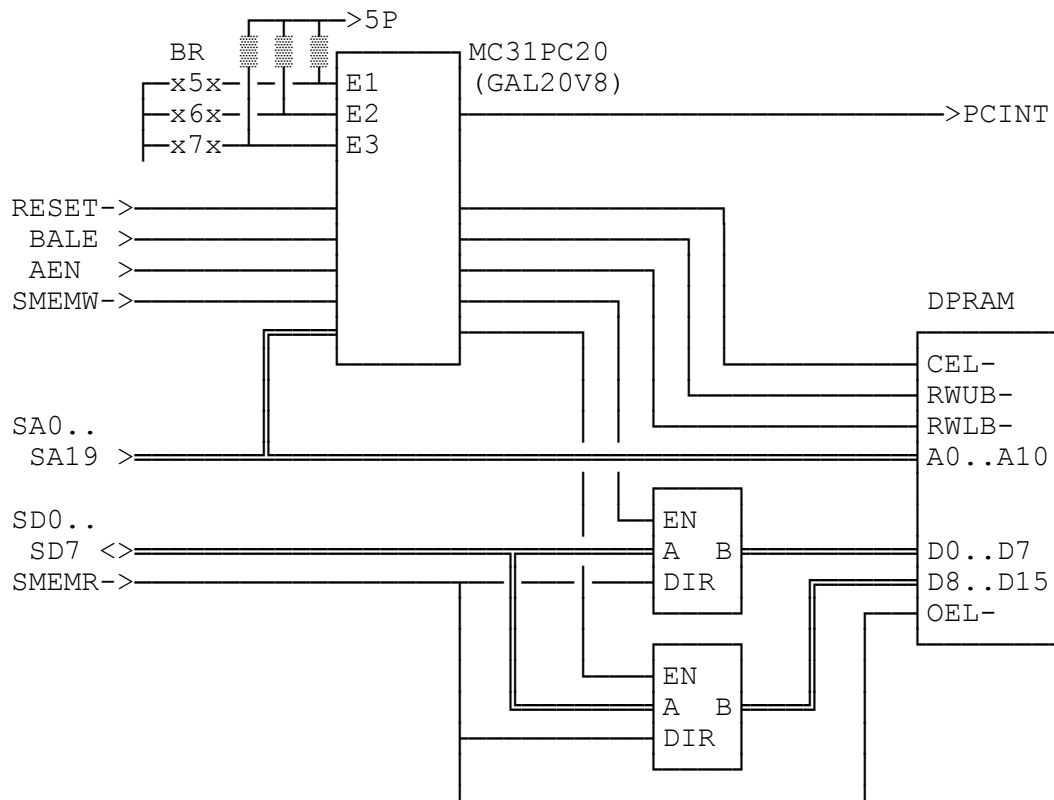 >5P
BR MC31PC20
x5x E1 (GAL20V8)
x6x E2 >PCINT
x7x E3
RESET->
BALE >
AEN >
SMEMW-> DPRAM
CEL-
RWUB-
SA0.. RWLB-
SA19 > A0..A10
SD0.. EN
SD7 <> A B D0..D7
SMEMR-> DIR D8..D15
OEL-
EN
A B
DIR